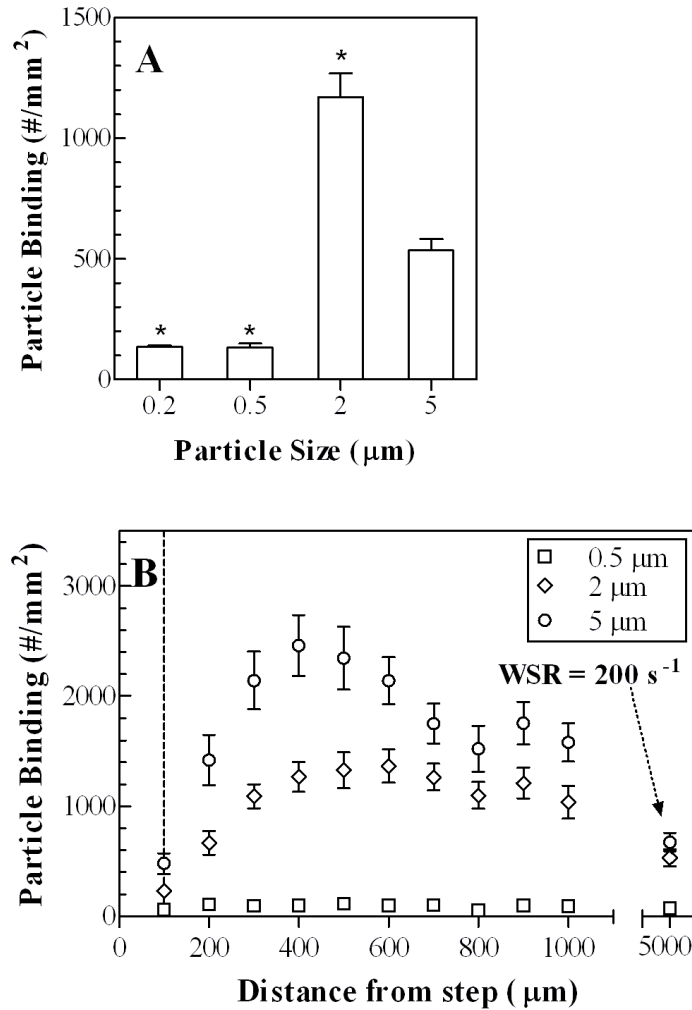 A
Particle Binding (#/mm²)
1500
1000
500
0
* * *
0.2 0.5 2 5
Particle Size (μm)
B
Particle Binding (#/mm²)
3000
2000
1000
0
0.5 μm
2 μm
5 μm
WSR = 200 s⁻¹
0 200 400 600 800 1000 5000
Distance from step (μm)